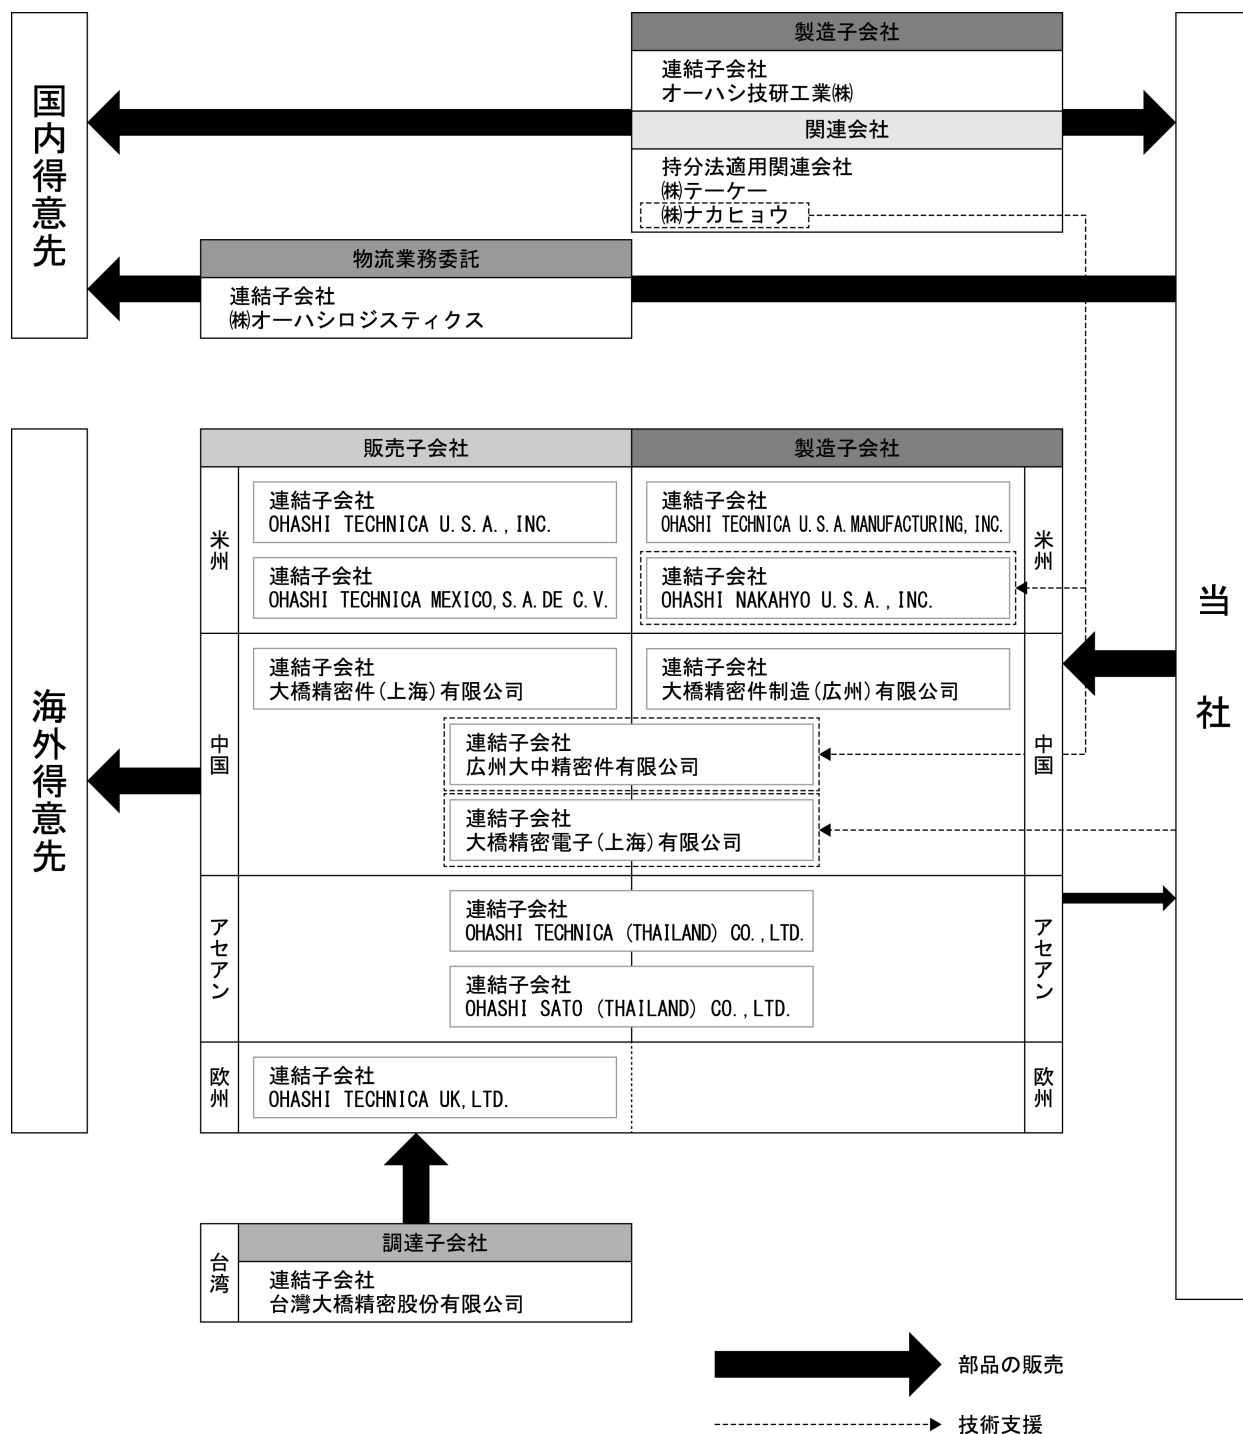 国内得意先
製造子会社
連結子会社
オーハシ技研工業㈱
関連会社
持分法適用関連会社
㈱テーケー
㈱ナカヒョウ
物流業務委託
連結子会社
㈱オーハシロジスティクス
当社
海外得意先
販売子会社
製造子会社
米州
連結子会社
OHASHI TECHNICA U.S.A.,INC.
連結子会社
OHASHI TECHNICA U.S.A.MANUFACTURING,INC.
米州
連結子会社
OHASHI TECHNICA MEXICO,S.A.DE C.V.
連結子会社
OHASHI NAKAHYO U.S.A.,INC.
中国
連結子会社
大橋精密件(上海)有限公司
連結子会社
大橋精密件制造(広州)有限公司
中国
連結子会社
広州大中精密件有限公司
連結子会社
大橋精密電子(上海)有限公司
アセアン
連結子会社
OHASHI TECHNICA (THAILAND) CO.,LTD.
アセアン
連結子会社
OHASHI SATO (THAILAND) CO.,LTD.
欧州
連結子会社
OHASHI TECHNICA UK,LTD.
欧州
台湾
調達子会社
連結子会社
台灣大橋精密股份有限公司
部品の販売
技術支援